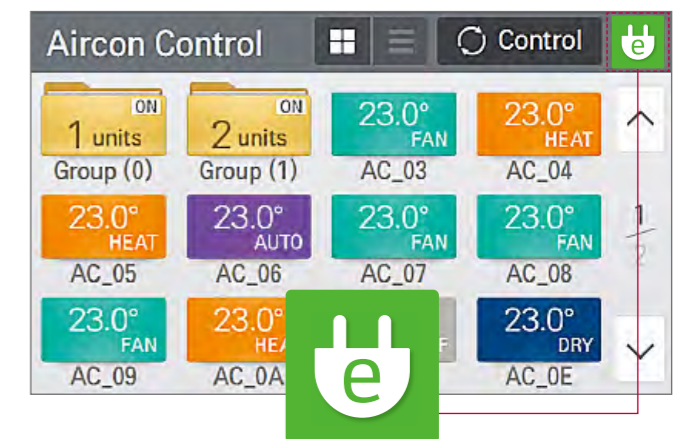 Aircon Control Control e
ON ON
1 units 2 units 23.0° FAN 23.0° HEAT
Group (0) Group (1) AC_03 AC_04
23.0° HEAT 23.0° AUTO 23.0° FAN 23.0° FAN
AC_05 AC_06 AC_07 AC_08
1/2
23.0° FAN 23.0° HEA F 23.0° DRY
AC_09 AC_0A AC_0E
e